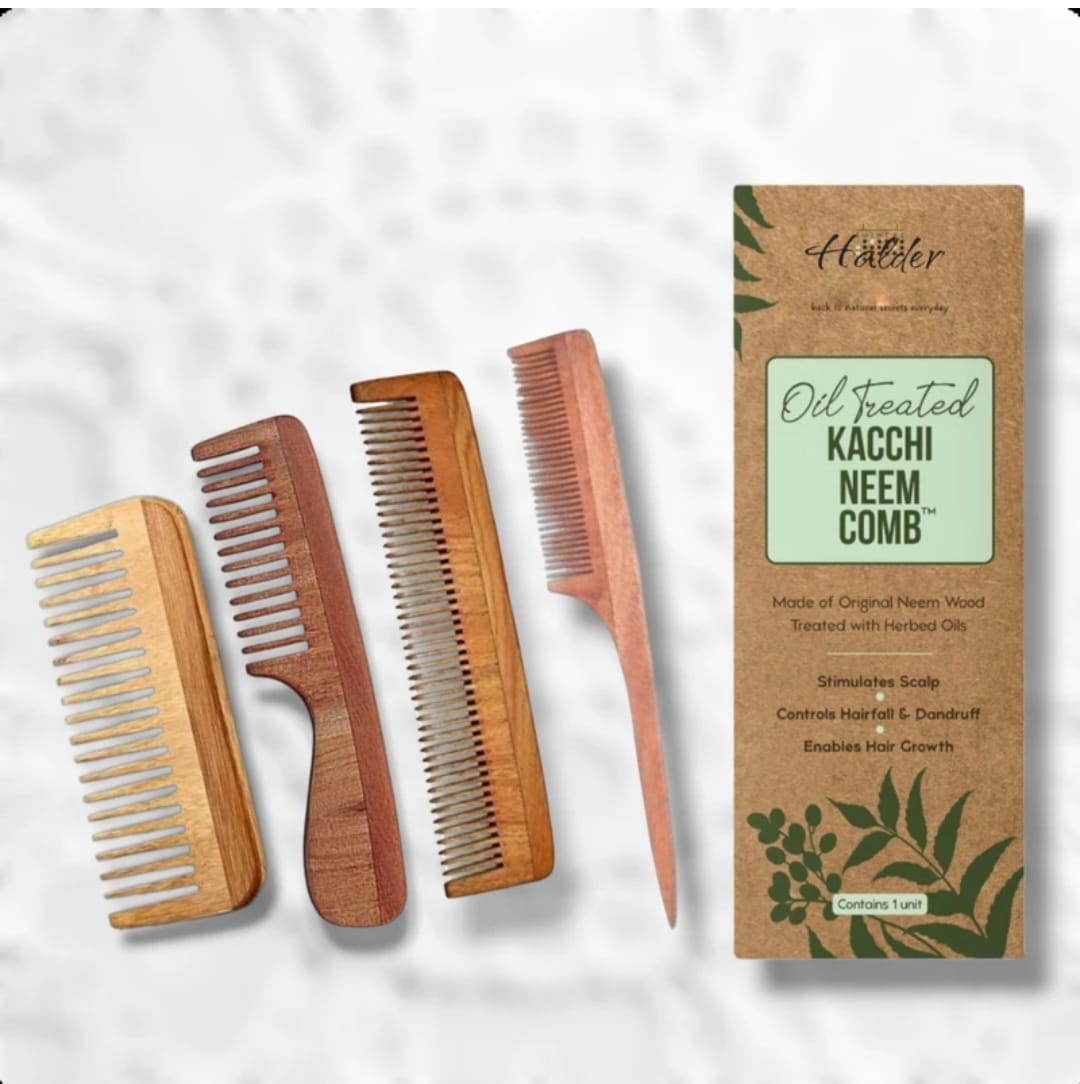 Halder
back to natural secrets everyday
Oil Treated
KACCHI
NEEM
COMB™
Made of Original Neem Wood
Treated with Herbed Oils
Stimulates Scalp
Controls Hairfall & Dandruff
Enables Hair Growth
Contains 1 unit